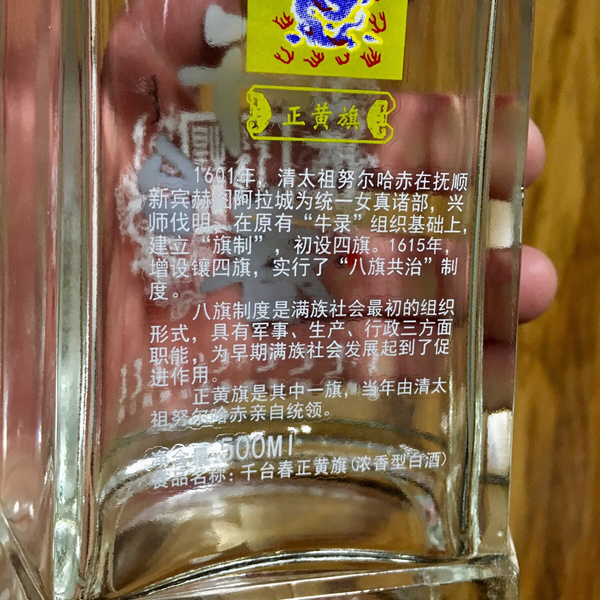 正黄旗
1601年，清太祖努尔哈赤在抚顺
新宾赫图阿拉城为统一女真诸部，兴
师伐明，在原有“牛录”组织基础上，
建立“旗制”，初设四旗。1615年，
增设镶四旗，实行了“八旗共治”制
度。
八旗制度是满族社会最初的组织
形式，具有军事、生产、行政三方面
职能，为早期满族社会发展起到了促
进作用。
正黄旗是其中一旗，当年由清太
祖努尔哈赤亲自统领。
净含量:500Ml
餐品名称: 千台春正黄旗(浓香型白酒)